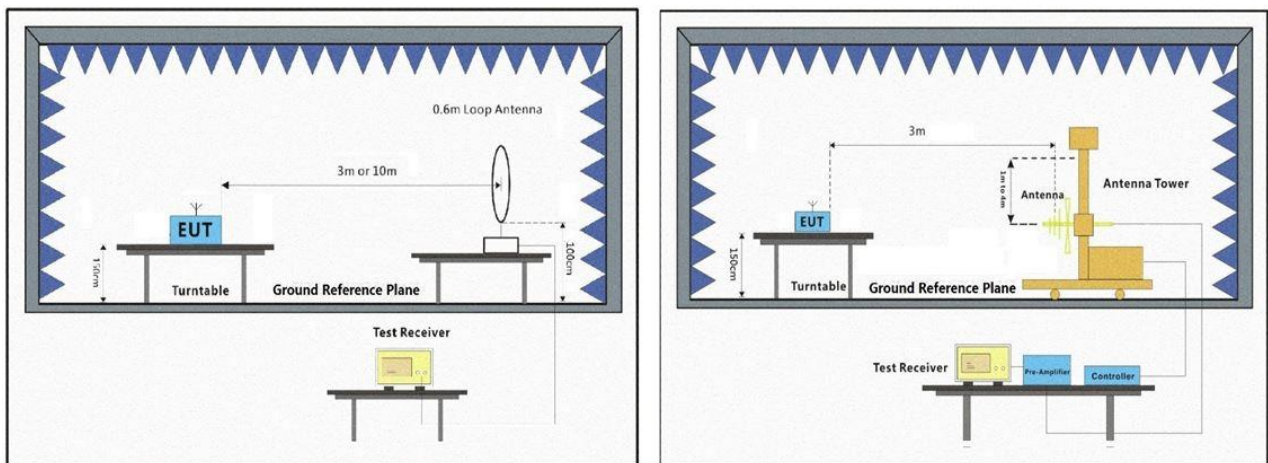 0.6m Loop Antenna
3m or 10m
EUT
100cm
Turntable
Ground Reference Plane
Test Receiver
3m
1m to 4m
Antenna
Antenna Tower
EUT
150cm
Turntable
Ground Reference Plane
Test Receiver
Pre-Amplifier
Controller